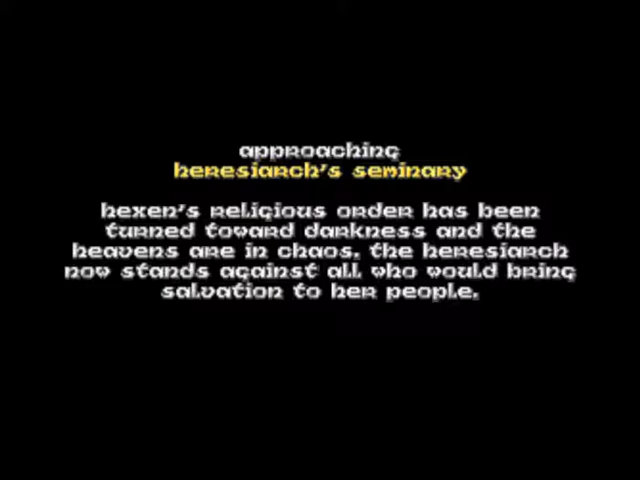 approaching
heresiarch's seminary
hexen's religious order has been
turned toward darkness and the
heavens are in chaos. the heresiarch
now stands against all who would bring
salvation to her people.